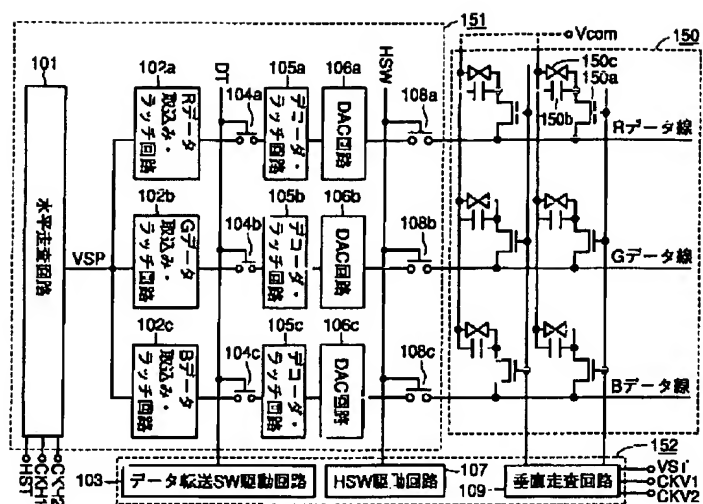 151
Vcom
150
101
102a
DT
105a
106a
HSW
150c
150a
104a
108a
150b
Rデータ取込み・ラッチ回路
デコーダ・ラッチ回路
DAC回路
Rデータ線
水平走査回路
102b
105b
106b
104b
108b
VSP
Gデータ取込み・ラッチ回路
デコーダ・ラッチ回路
DAC回路
Gデータ線
102c
105c
106c
104c
108c
Bデータ取込み・ラッチ回路
デコーダ・ラッチ回路
DAC回路
Bデータ線
HST
CKH1
CKH2
152
103
データ転送SW駆動回路
HSW駆動回路
107
109
垂直走査回路
VST
CKV1
CKV2